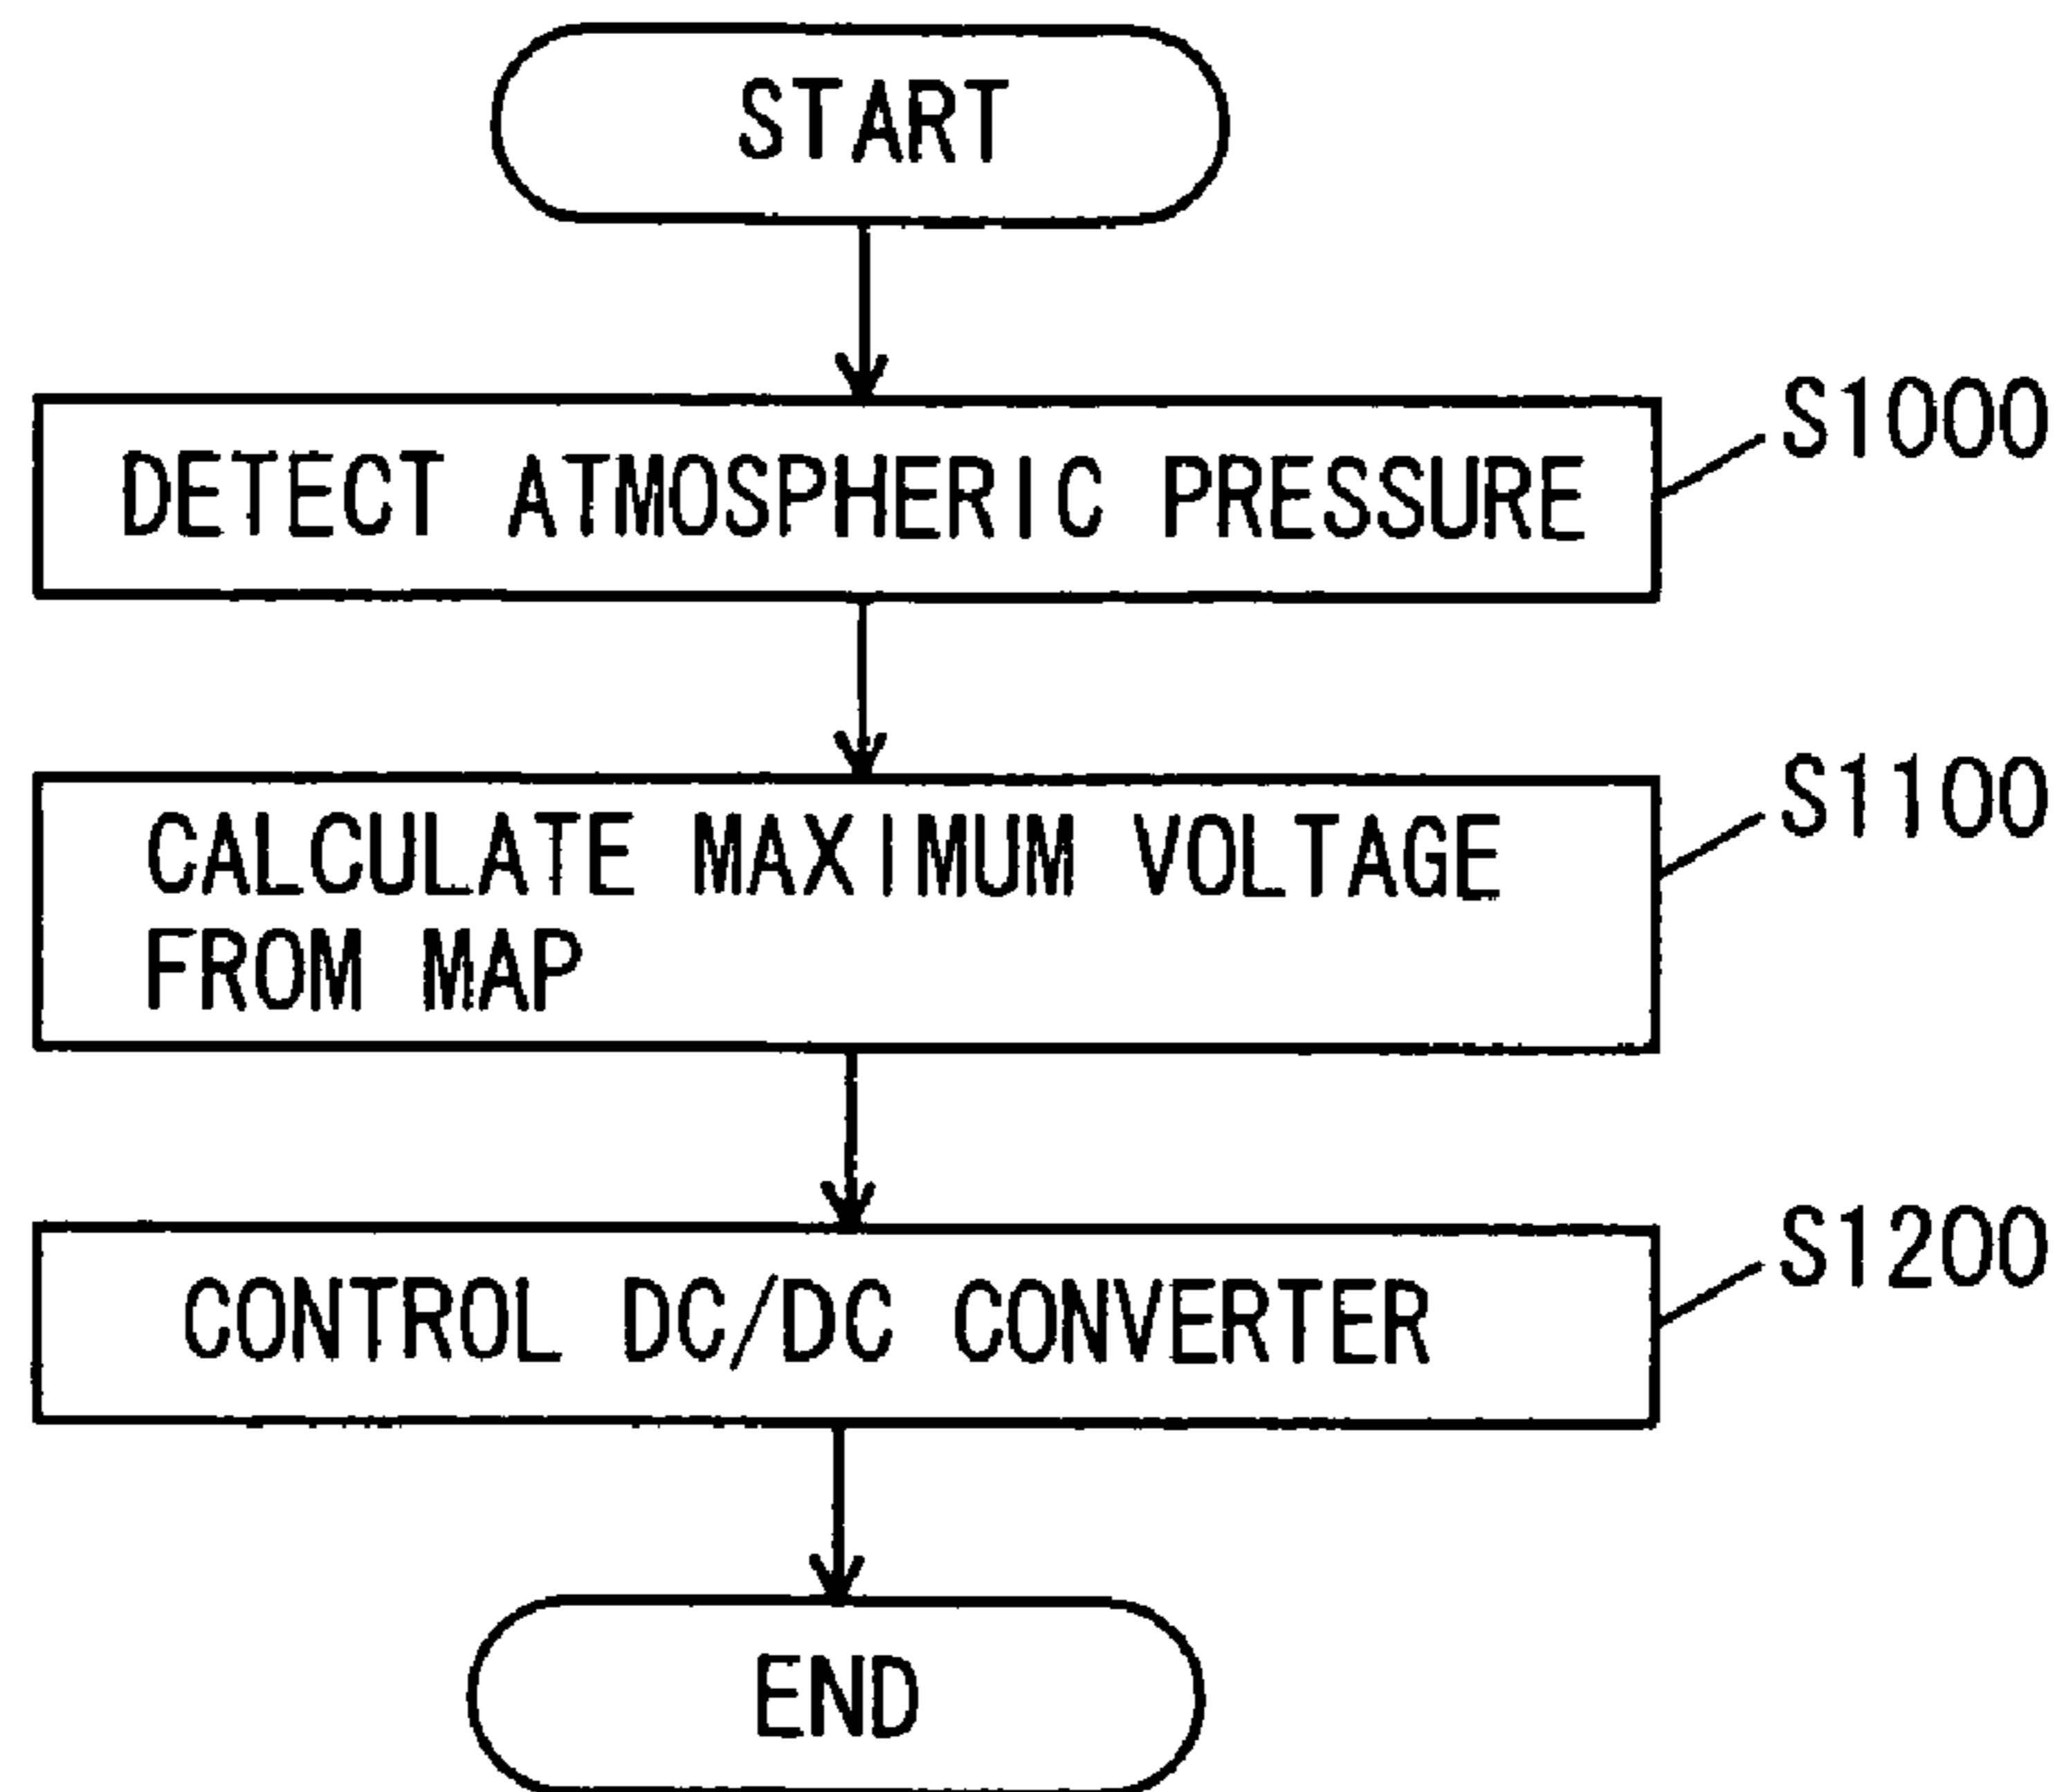 START
DETECT ATMOSPHERIC PRESSURE
S1000
CALCULATE MAXIMUM VOLTAGE
FROM MAP
S1100
CONTROL DC/DC CONVERTER
S1200
END